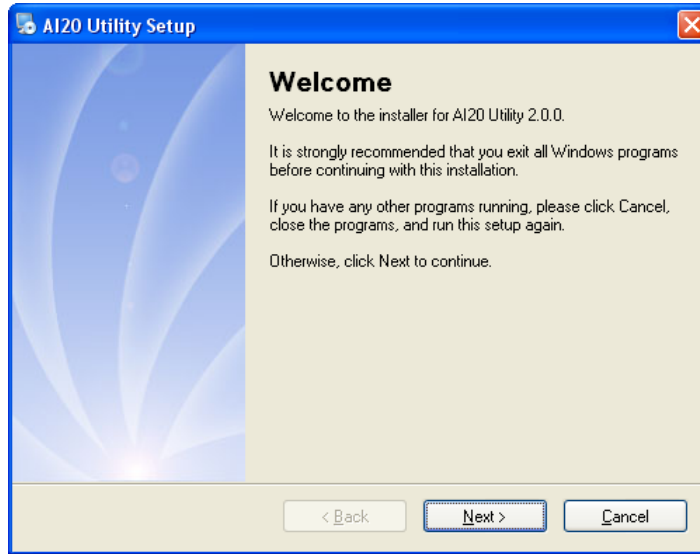 AI20 Utility Setup
Welcome
Welcome to the installer for AI20 Utility 2.0.0.
It is strongly recommended that you exit all Windows programs
before continuing with this installation.
If you have any other programs running, please click Cancel,
close the programs, and run this setup again.
Otherwise, click Next to continue.
< Back
Next >
Cancel